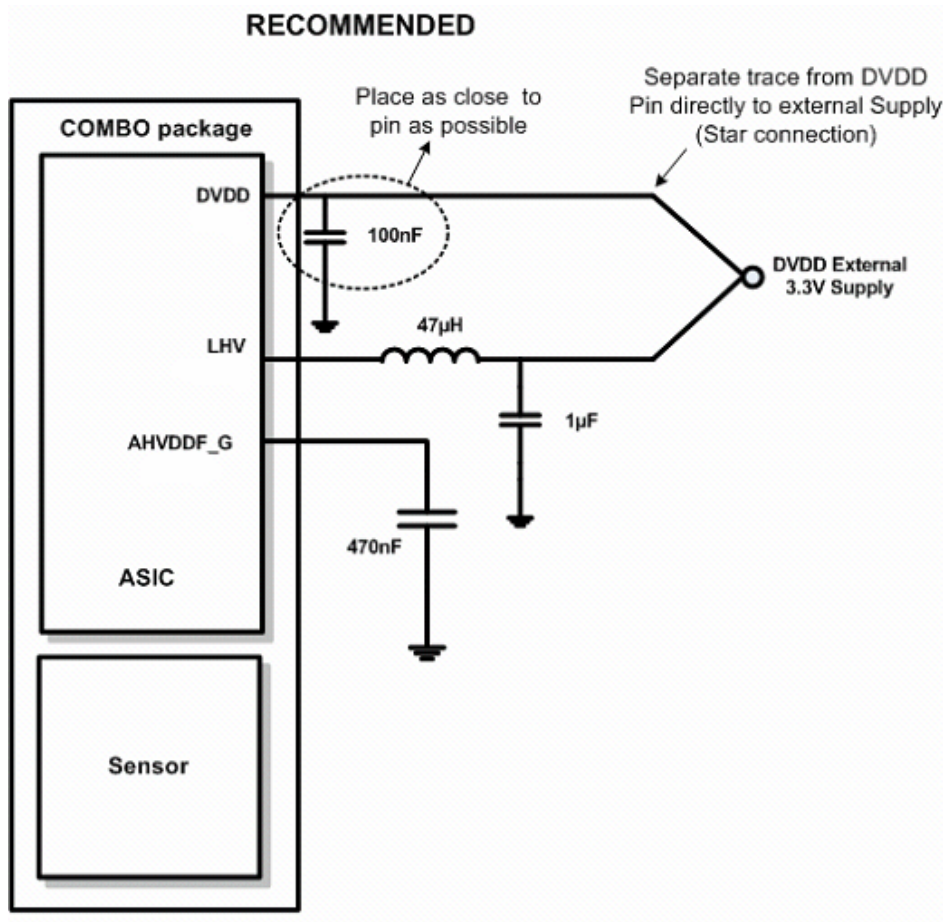 RECOMMENDED
Place as close to
pin as possible
Separate trace from DVDD
Pin directly to external Supply
(Star connection)
COMBO package
DVDD
100nF
DVDD External
3.3V Supply
LHV
47µH
1µF
AHVDDF_G
470nF
ASIC
Sensor